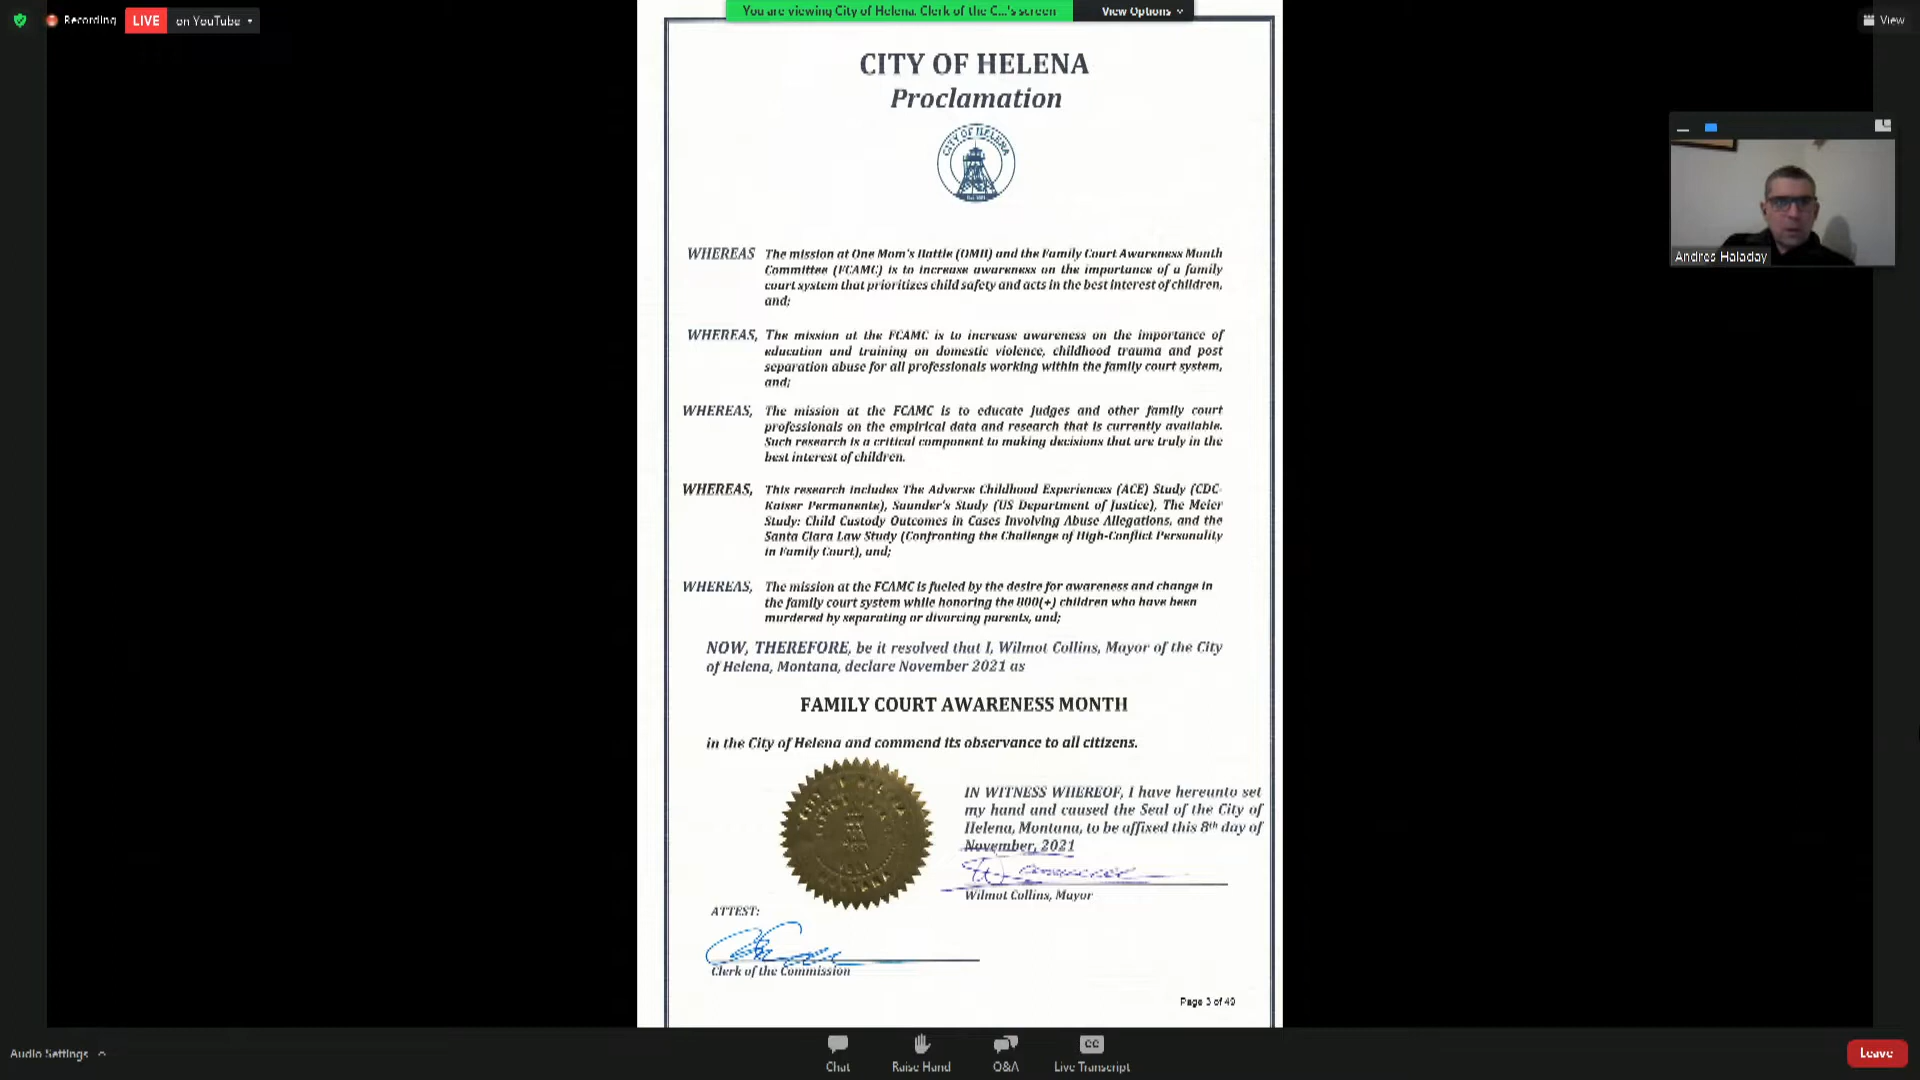 Recording
LIVE on YouTube
You are viewing City of Helena. Clerk of the C...'s screen
View Options
View
CITY OF HELENA
Proclamation
CITY OF HELENA
Andres Haladay
WHEREAS The mission at One Mom's Battle (OMB) and the Family Court Awareness Month
Committee (FCAMC) is to increase awareness on the importance of a family
court system that prioritizes child safety and acts in the best interest of children,
and;
WHEREAS, The mission at the FCAMC is to increase awareness on the importance of
education and training on domestic violence, childhood trauma and post
separation abuse for all professionals working within the family court system,
and;
WHEREAS, The mission at the FCAMC is to educate judges and other family court
professionals on the empirical data and research that is currently available.
Such research is a critical component to making decisions that are truly in the
best interest of children.
WHEREAS, This research includes The Adverse Childhood Experiences (ACE) Study (CDC-
Kaiser Permanente), Saunder's Study (US Department of Justice), The Meier
Study: Child Custody Outcomes in Cases Involving Abuse Allegations, and the
Santa Clara Law Study (Confronting the Challenge of High-Conflict Personality
in Family Court), and;
WHEREAS, The mission at the FCAMC is fueled by the desire for awareness and change in
the family court system while honoring the 800(+) children who have been
murdered by separating or divorcing parents, and;
NOW, THEREFORE, be it resolved that I, Wilmot Collins, Mayor of the City
of Helena, Montana, declare November 2021 as
FAMILY COURT AWARENESS MONTH
in the City of Helena and commend its observance to all citizens.
IN WITNESS WHEREOF, I have hereunto set
my hand and caused the Seal of the City of
Helena, Montana, to be affixed this 8th day of
November, 2021
Wilmot Collins, Mayor
ATTEST:
Clerk of the Commission
Page 3 of 49
Audio Settings
Chat
Raise Hand
Q&A
Live Transcript
Leave